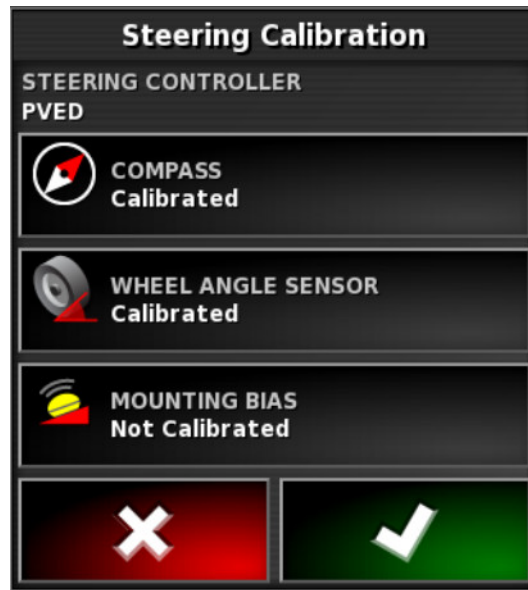 Steering Calibration
STEERING CONTROLLER
PVED
COMPASS
Calibrated
WHEEL ANGLE SENSOR
Calibrated
MOUNTING BIAS
Not Calibrated